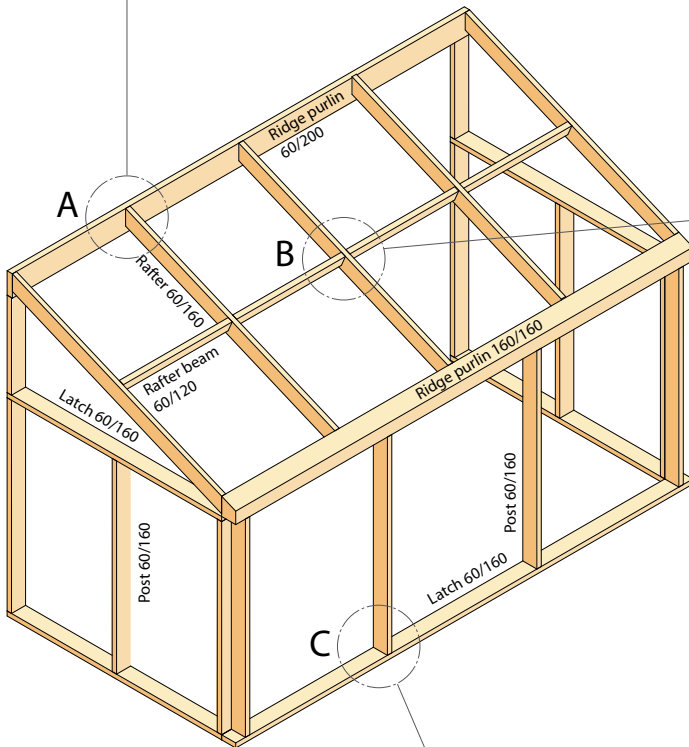 Ridge purlin
60/200
A
B
Rafter 60/160
Rafter beam
60/120
Ridge purlin 160/160
Latch 60/160
Post 60/160
Post 60/160
Latch 60/160
C